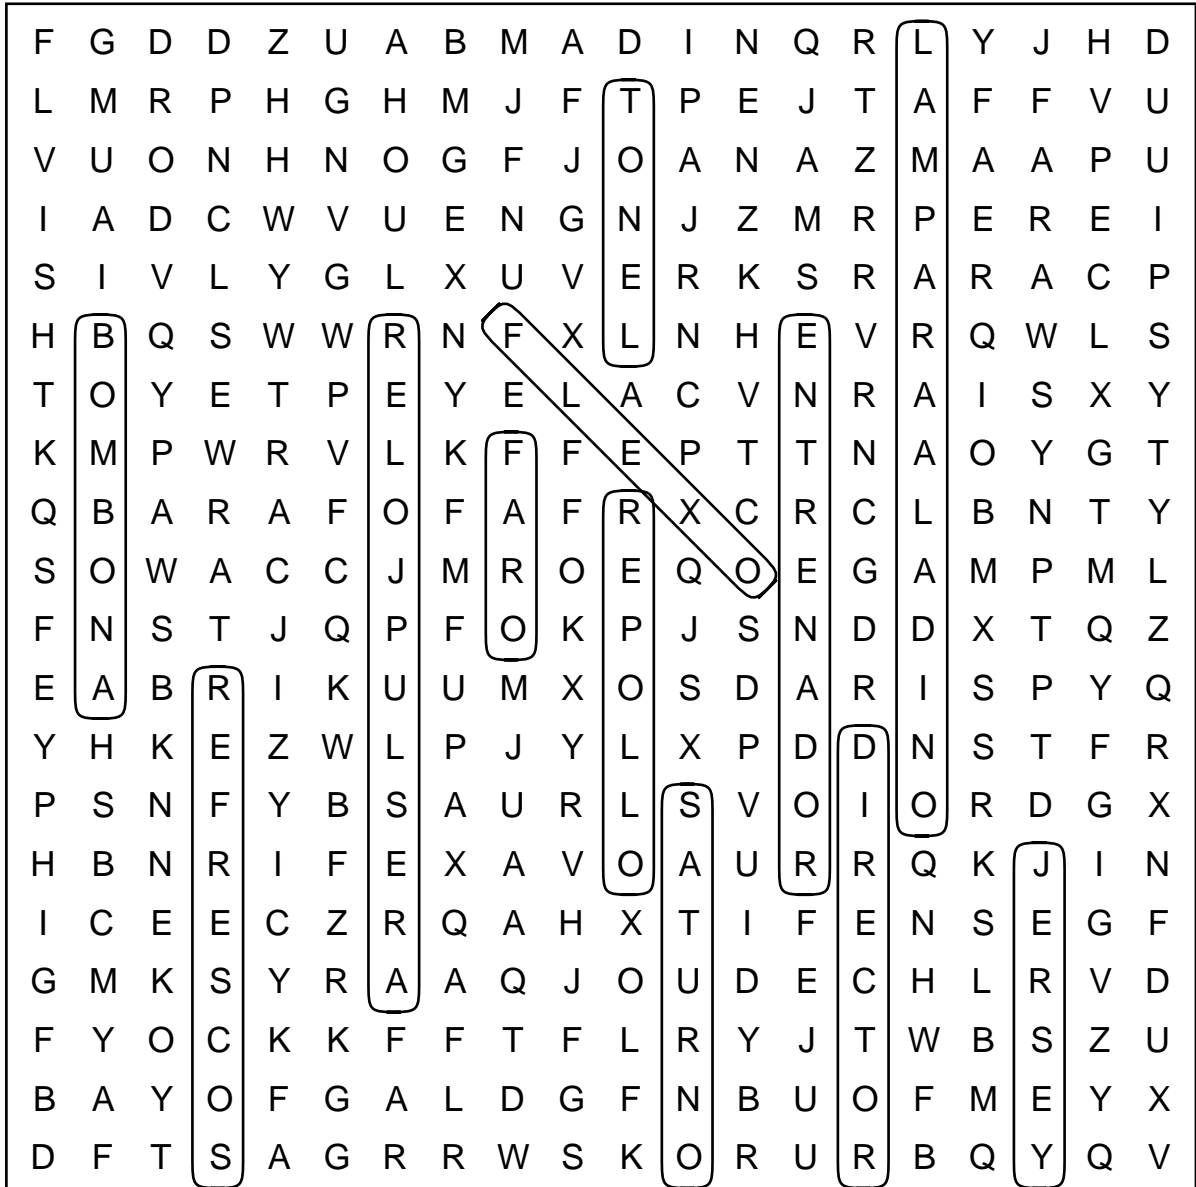 F G D D Z U A B M A D I N Q R L Y J H D
L M R P H G H M J F T P E J T A F F V U
V U O N H N O G F J O A N A Z M A A P U
I A D C W V U E N G N J Z M R P E R E I
S I V L Y G L X U V E R K S R A R A C P
H B Q S W W R N F X L N H E V R Q W L S
T O Y E T P E Y E L A C V N R A I S X Y
K M P W R V L K F F E P T T N A O Y G T
Q B A R A F O F A F R X C R C L B N T Y
S O W A C C J M R O E Q O E G A M P M L
F N S T J Q P F O K P J S N D D X T Q Z
E A B R I K U U M X O S D A R I S P Y Q
Y H K E Z W L P J Y L X P D D N S T F R
P S N F Y B S A U R L S V O I O R D G X
H B N R I F E X A V O A U R R Q K J I N
I C E E C Z R Q A H X T I F E N S E G F
G M K S Y R A A Q J O U D E C H L R V D
F Y O C K K F F T F L R Y J T W B S Z U
B A Y O F G A L D G F N B U O F M E Y X
D F T S A G R R W S K O R U R B Q Y Q V